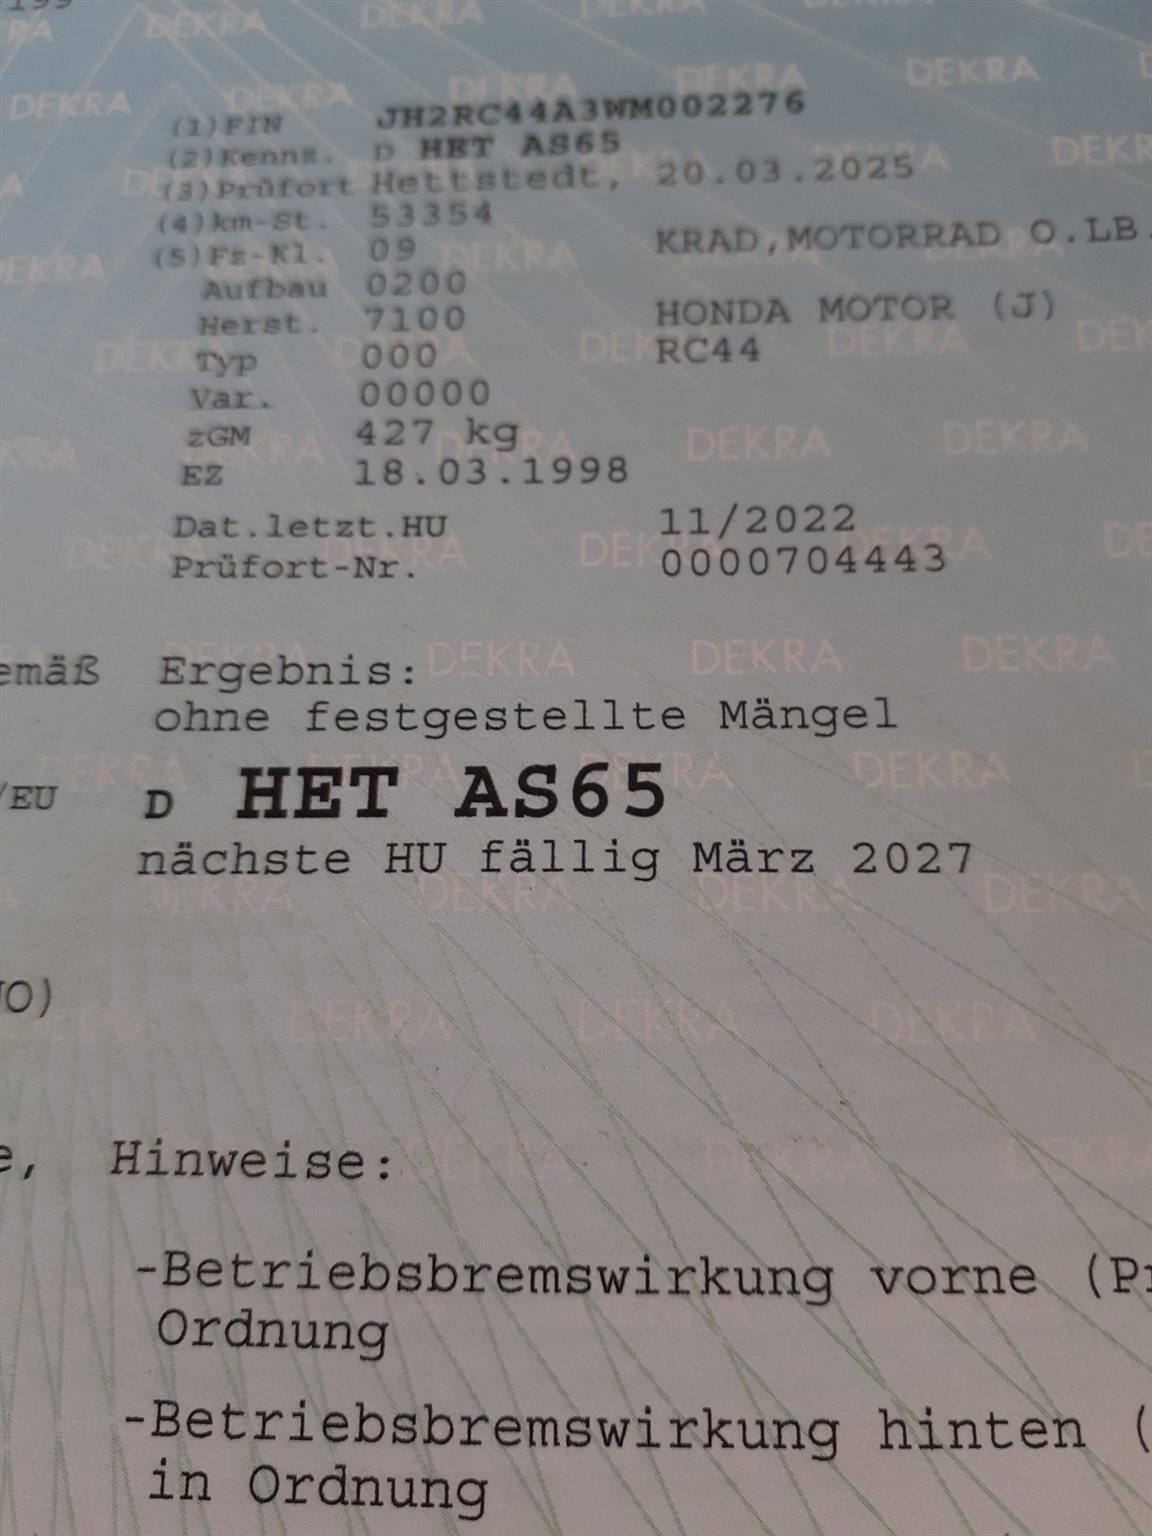 (1)FIN JH2RC44A3WM002276
(2)Kennz. D HET AS65
(3)Prüfort Hettstedt, 20.03.2025
(4)km-St. 53354
(5)Fz-Kl. 09 KRAD,MOTORRAD O.LB.
Aufbau 0200
Herst. 7100 HONDA MOTOR (J)
Typ 000 RC44
Var. 00000
zGM 427 kg
EZ 18.03.1998
Dat.letzt.HU 11/2022
Prüfort-Nr. 0000704443
emäß Ergebnis:
ohne festgestellte Mängel
/EU D HET AS65
nächste HU fällig März 2027
O)
e, Hinweise:
-Betriebsbremswirkung vorne (Pr
Ordnung
-Betriebsbremswirkung hinten (
in Ordnung
DEKRA